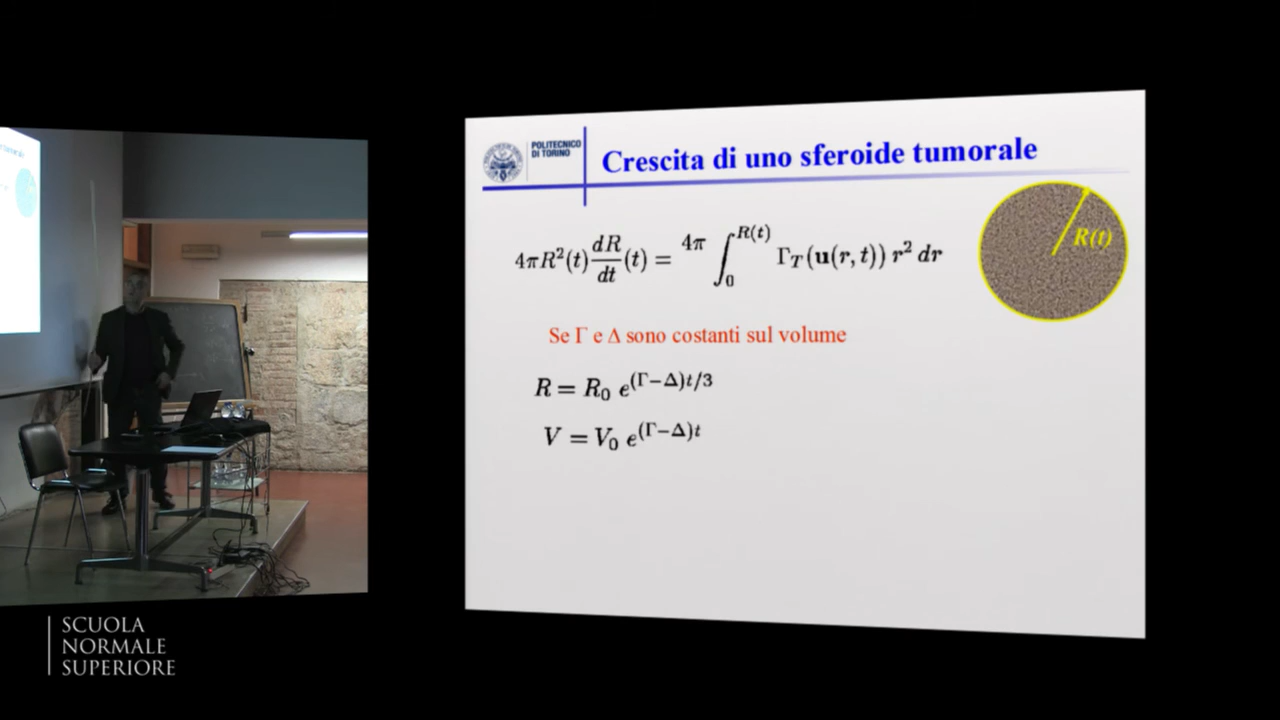 POLITECNICO
DI TORINO
Crescita di uno sferoide tumorale
R(t)
4πR²(t) dR/dt (t) = 4π ∫₀^R(t) Γ_T(u(r, t)) r² dr
Se Γ e Δ sono costanti sul volume
R = R₀ e^(Γ−Δ)t/3
V = V₀ e^(Γ−Δ)t
SCUOLA
NORMALE
SUPERIORE